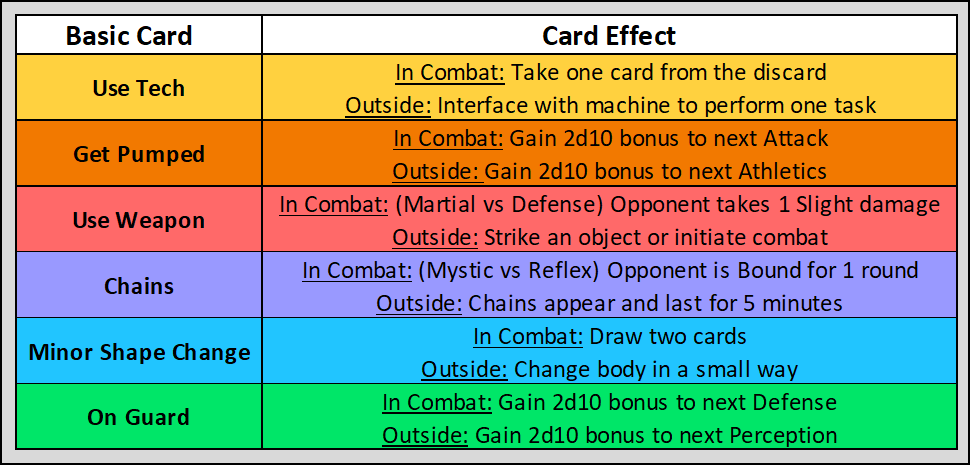 Basic Card
Card Effect
Use Tech
In Combat: Take one card from the discard
Outside: Interface with machine to perform one task
Get Pumped
In Combat: Gain 2d10 bonus to next Attack
Outside: Gain 2d10 bonus to next Athletics
Use Weapon
In Combat: (Martial vs Defense) Opponent takes 1 Slight damage
Outside: Strike an object or initiate combat
Chains
In Combat: (Mystic vs Reflex) Opponent is Bound for 1 round
Outside: Chains appear and last for 5 minutes
Minor Shape Change
In Combat: Draw two cards
Outside: Change body in a small way
On Guard
In Combat: Gain 2d10 bonus to next Defense
Outside: Gain 2d10 bonus to next Perception